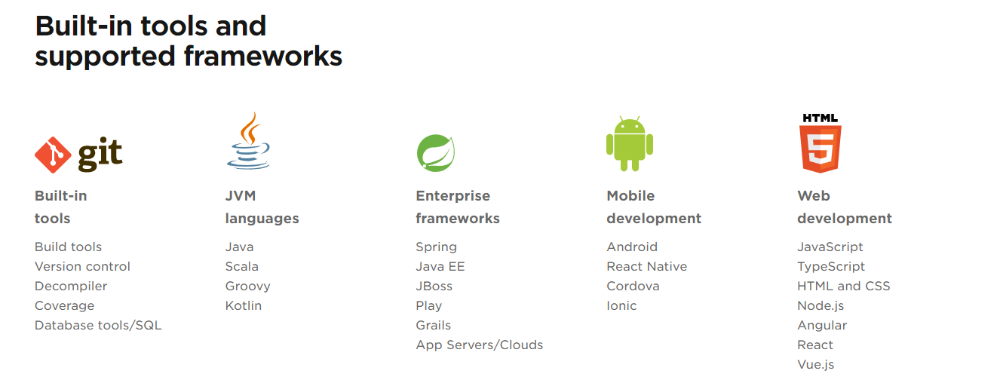 Built-in tools and
supported frameworks
git
Built-in
tools
Build tools
Version control
Decompiler
Coverage
Database tools/SQL
JVM
languages
Java
Scala
Groovy
Kotlin
Enterprise
frameworks
Spring
Java EE
JBoss
Play
Grails
App Servers/Clouds
Mobile
development
Android
React Native
Cordova
Ionic
HTML
5
Web
development
JavaScript
TypeScript
HTML and CSS
Node.js
Angular
React
Vue.js